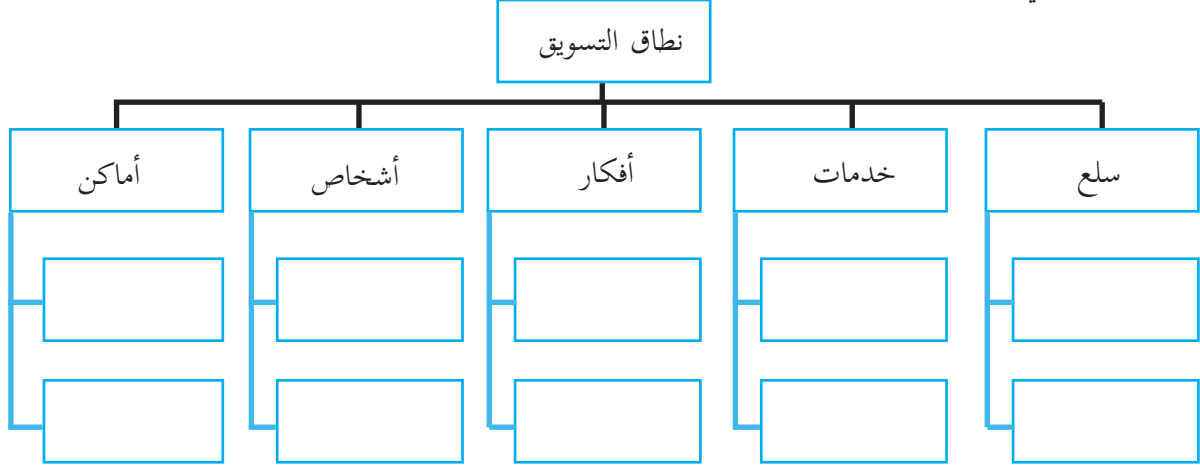 نطاق التسويق
سلع
خدمات
أفكار
أشخاص
أماكن